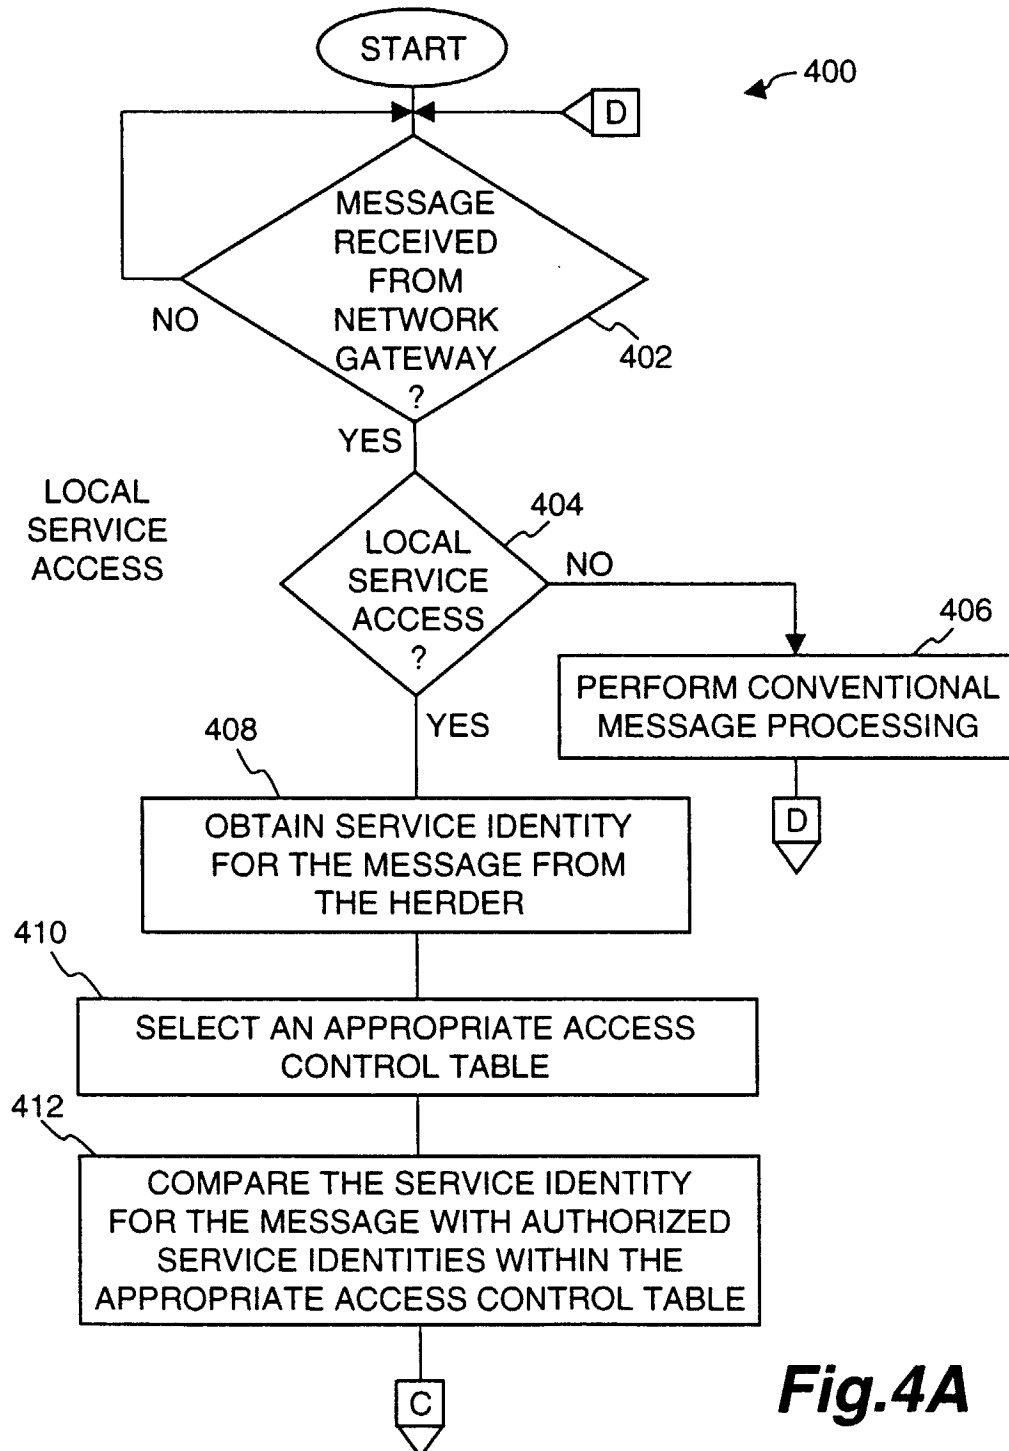 START
400
D
MESSAGE
RECEIVED
FROM
NETWORK
GATEWAY
?
NO
402
YES
LOCAL
SERVICE
ACCESS
404
LOCAL
SERVICE
ACCESS
?
NO
406
PERFORM CONVENTIONAL
MESSAGE PROCESSING
YES
D
408
OBTAIN SERVICE IDENTITY
FOR THE MESSAGE FROM
THE HERDER
410
SELECT AN APPROPRIATE ACCESS
CONTROL TABLE
412
COMPARE THE SERVICE IDENTITY
FOR THE MESSAGE WITH AUTHORIZED
SERVICE IDENTITIES WITHIN THE
APPROPRIATE ACCESS CONTROL TABLE
C
Fig.4A